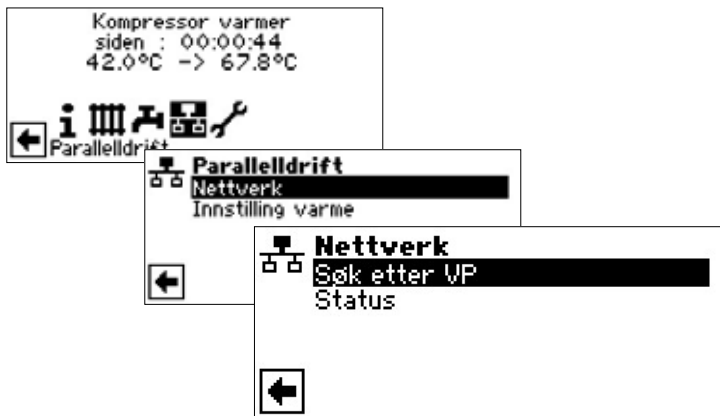 Kompressor varmer
siden : 00:00:44
42.0°C -> 67.8°C
Parallelldrift
Parallelldrift
Nettverk
Innstilling varme
Nettverk
Søk etter VP
Status